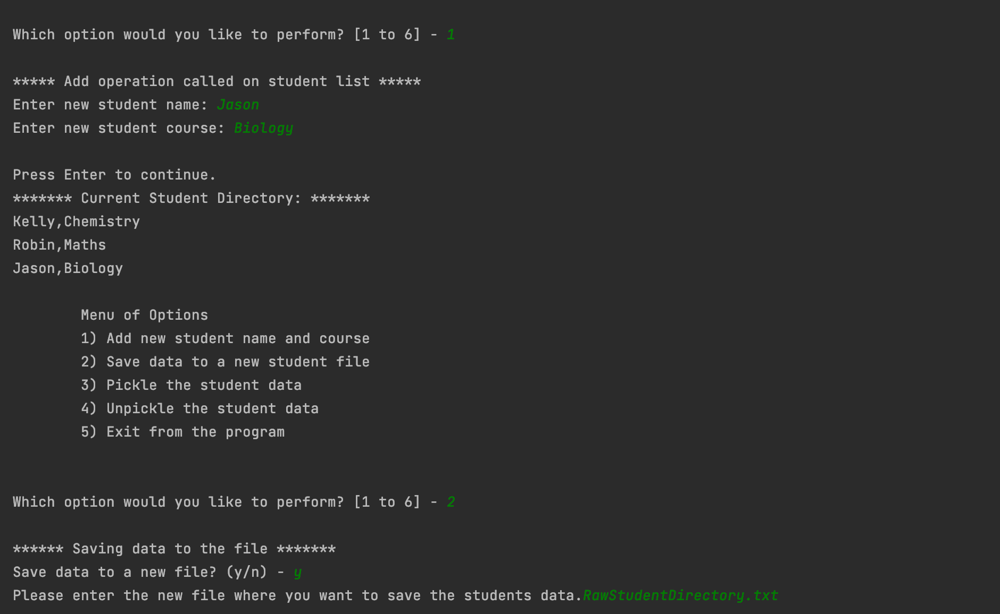 Which option would you like to perform? [1 to 6] - 1
***** Add operation called on student list *****
Enter new student name: Jason
Enter new student course: Biology
Press Enter to continue.
******* Current Student Directory: *******
Kelly,Chemistry
Robin,Maths
Jason,Biology
Menu of Options
1) Add new student name and course
2) Save data to a new student file
3) Pickle the student data
4) Unpickle the student data
5) Exit from the program
Which option would you like to perform? [1 to 6] - 2
****** Saving data to the file *******
Save data to a new file? (y/n) - y
Please enter the new file where you want to save the students data.RawStudentDirectory.txt